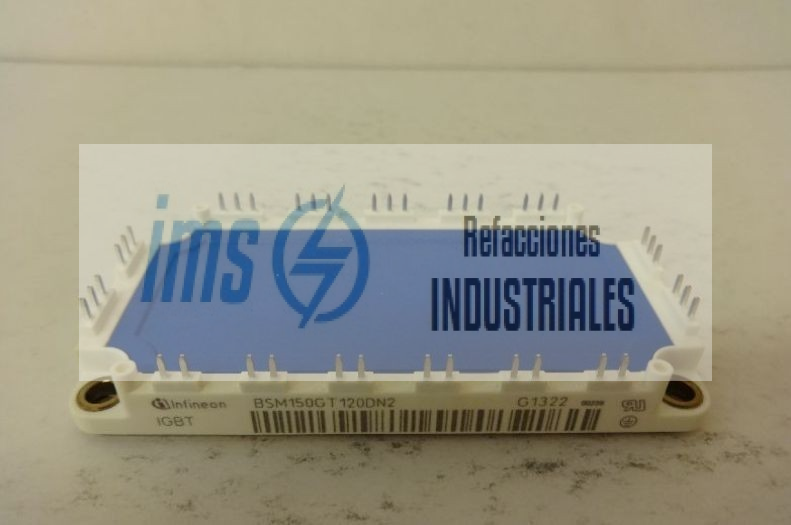 ims
Refacciones
INDUSTRIALES
Infineon BSM150GT120DN2 G1322
IGBT